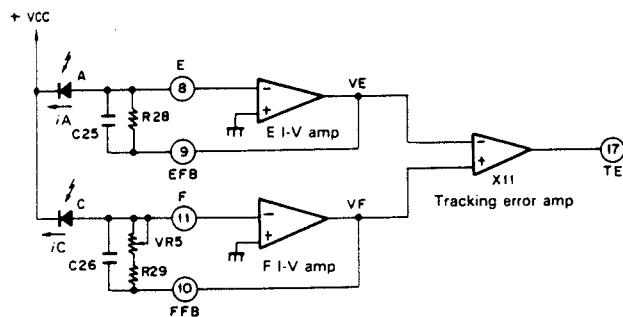 + VCC
A
E
8
VE
iA
C25
R28
E I-V amp
9
EFB
17
TE
X11
Tracking error amp
C
F
11
VF
iC
VR5
C26
R29
F I-V amp
10
FFB
- 
+
-
+
-
+